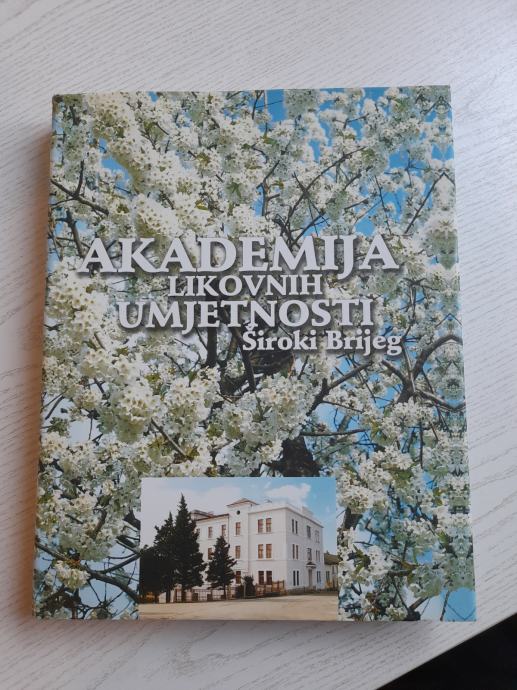 AKADEMIJA
LIKOVNIH
UMJETNOSTI
Široki Brijeg